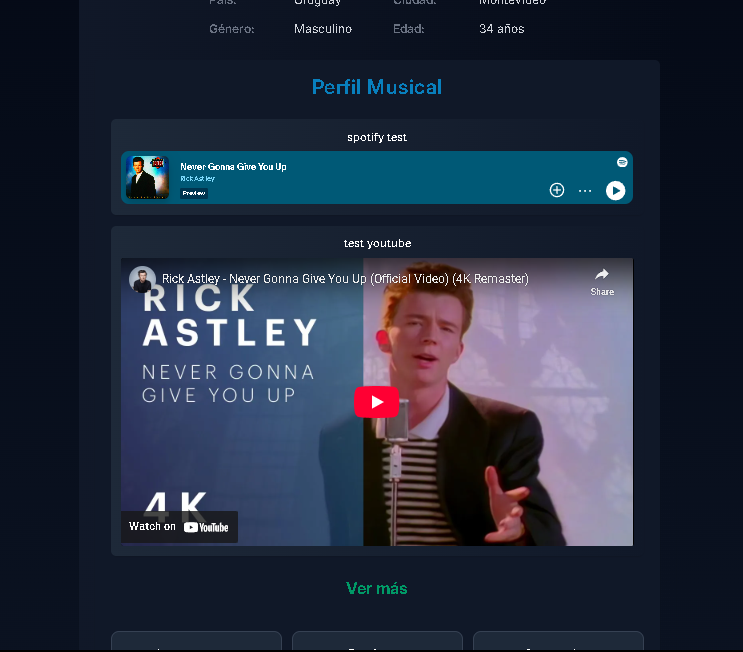 País:
Uruguay
Ciudad:
Montevideo
Género:
Masculino
Edad:
34 años
Perfil Musical
spotify test
Never Gonna Give You Up
Rick Astley
Preview
test youtube
Rick Astley - Never Gonna Give You Up (Official Video) (4K Remaster)
Share
RICK
ASTLEY
NEVER GONNA
GIVE YOU UP
4K
Watch on YouTube
Ver más